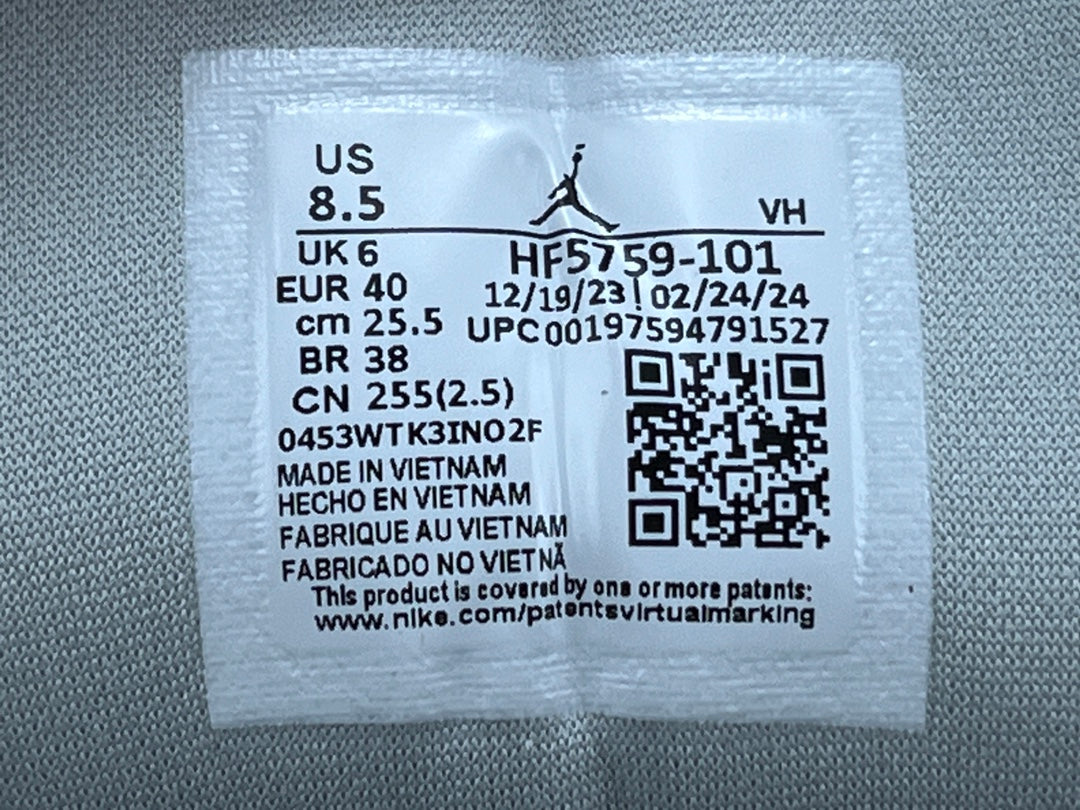 US
8.5
VH
UK 6
HF5759-101
EUR 40
12/19/23 | 02/24/24
cm 25.5
UPC00197594791527
BR 38
CN 255(2.5)
0453WTK3INO2F
MADE IN VIETNAM
HECHO EN VIETNAM
FABRIQUE AU VIETNAM
FABRICADO NO VIETNÃ
This product is covered by one or more patents:
www.nike.com/patentsvirtualmarking